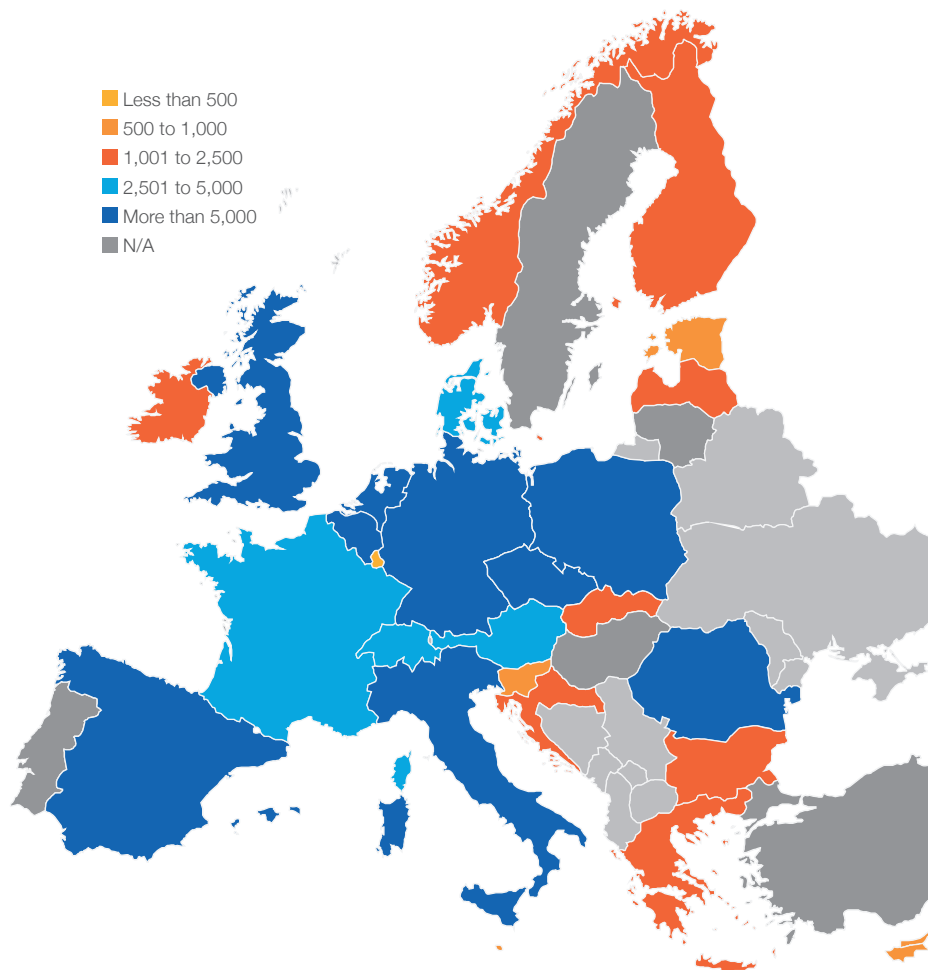 Less than 500
500 to 1,000
1,001 to 2,500
2,501 to 5,000
More than 5,000
N/A